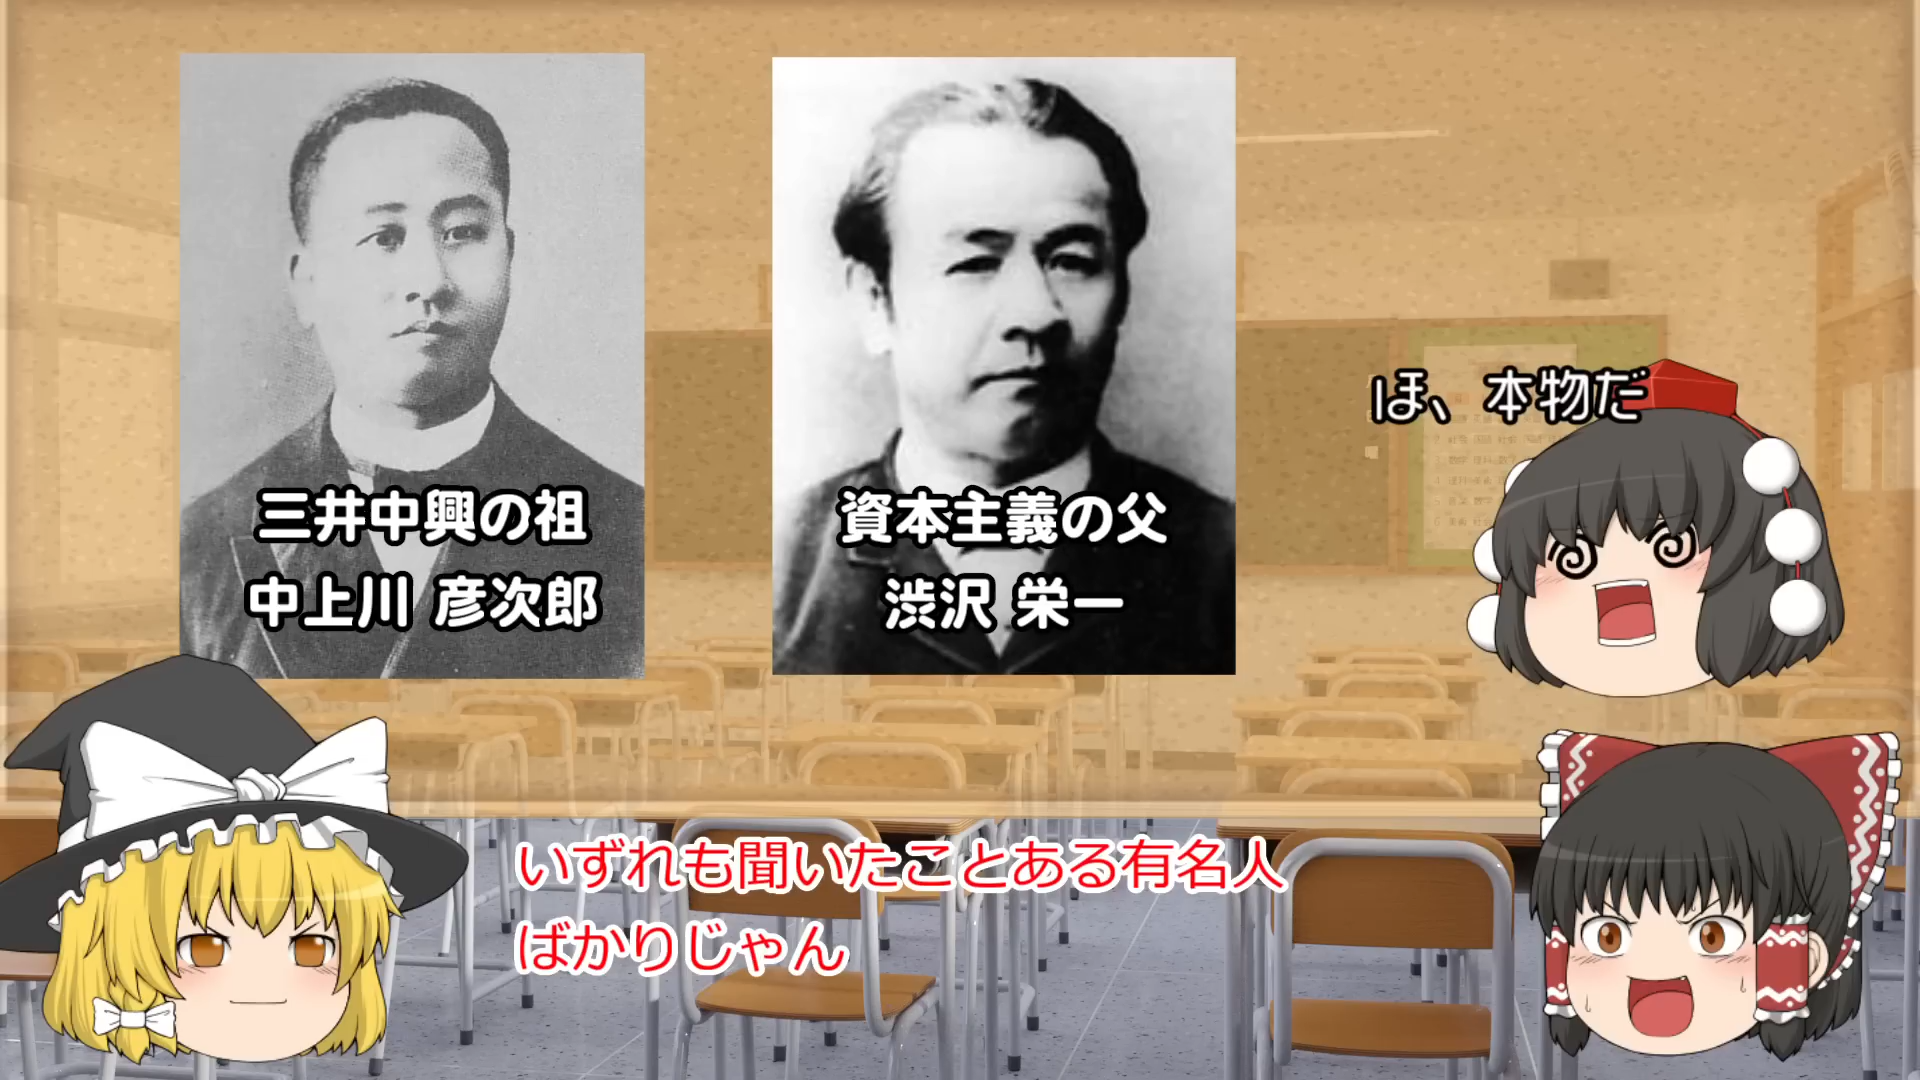 三井中興の祖
中上川 彦次郎
資本主義の父
渋沢 栄一
ほ、本物だ
いずれも聞いたことある有名人
ばかりじゃん